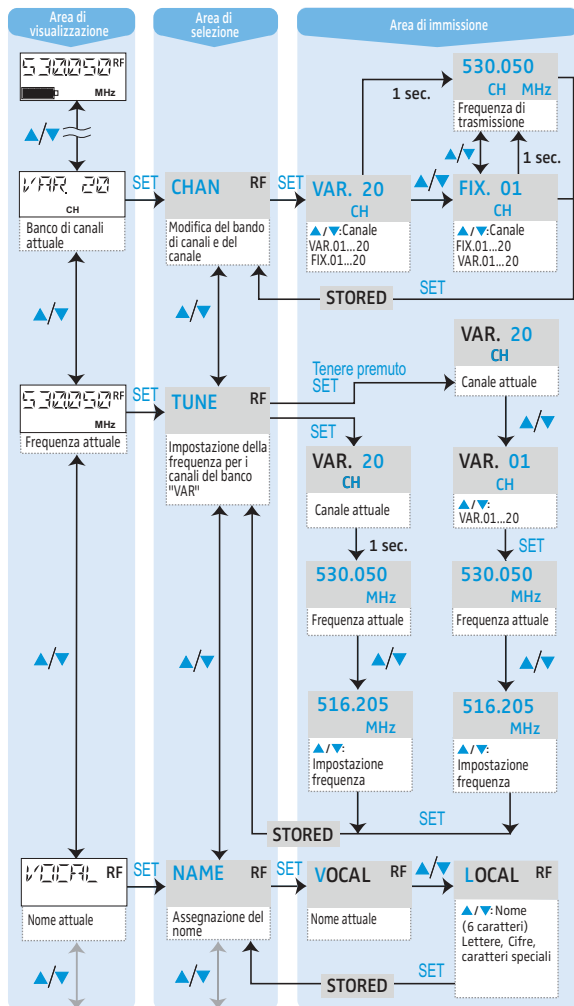 Area di
visualizzazione
Area di
selezione
Area di immissione
530.050 RF
MHz
530.050
CH MHz
Frequenza di
trasmissione
1 sec.
▲/▼
▲/▼
1 sec.
VAR. 20
CH
Banco di canali
attuale
SET
CHAN RF
Modifica del bando
di canali e del
canale
SET
VAR. 20
CH
▲/▼:Canale
VAR.01...20
FIX.01...20
▲/▼
FIX. 01
CH
▲/▼:Canale
FIX.01...20
VAR.01...20
STORED
SET
▲/▼
▲/▼
530.050 RF
MHz
Frequenza attuale
SET
TUNE RF
Impostazione della
frequenza per i
canali del banco
"VAR"
Tenere premuto
SET
SET
VAR. 20
CH
Canale attuale
▲/▼
VAR. 20
CH
Canale attuale
VAR. 01
CH
▲/▼:
VAR.01...20
1 sec.
SET
530.050
MHz
Frequenza attuale
530.050
MHz
Frequenza attuale
▲/▼
▲/▼
▲/▼
▲/▼
516.205
MHz
▲/▼:
Impostazione
frequenza
516.205
MHz
▲/▼:
Impostazione
frequenza
STORED
SET
VOCAL RF
Nome attuale
SET
NAME RF
Assegnazione del
nome
SET
VOCAL RF
Nome attuale
▲/▼
LOCAL RF
▲/▼: Nome
(6 caratteri)
Lettere, Cifre,
caratteri speciali
STORED
SET
▲/▼
▲/▼